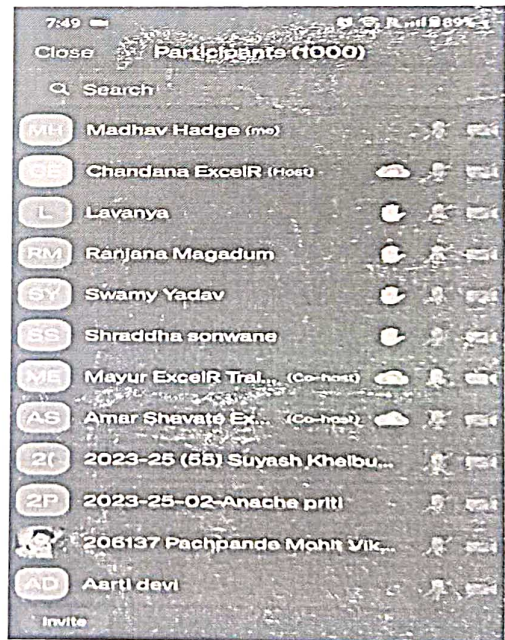 7:49 89%
Close Participants (1000)
Search
MH Madhav Hadge (me)
CE Chandana ExcelR (Host)
L Lavanya
RM Ranjana Magadum
SY Swamy Yadav
SS Shraddha sonwane
ME Mayur ExcelR Trai... (Co-host)
AS Amar Shavate Ex... (Co-host)
2( 2023-25 (55) Suyash Khelbu...
2P 2023-25-02-Anache priti
206137 Pachpande Mohit Vik...
AD Aarti devi
Invite